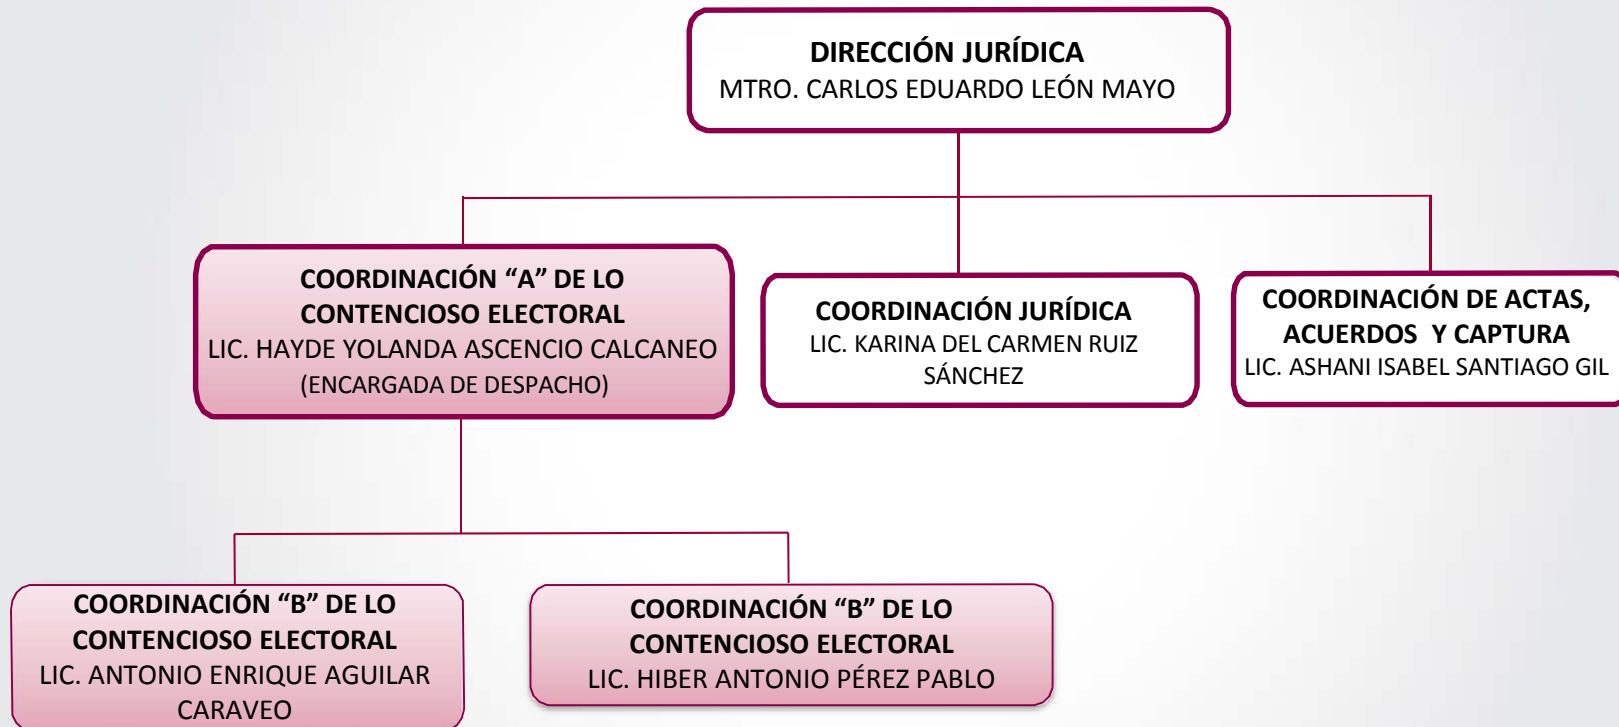 DIRECCIÓN JURÍDICA
MTRO. CARLOS EDUARDO LEÓN MAYO
COORDINACIÓN “A” DE LO
CONTENCIOSO ELECTORAL
LIC. HAYDE YOLANDA ASCENCIO CALCANEO
(ENCARGADA DE DESPACHO)
COORDINACIÓN JURÍDICA
LIC. KARINA DEL CARMEN RUIZ
SÁNCHEZ
COORDINACIÓN DE ACTAS,
ACUERDOS Y CAPTURA
LIC. ASHANI ISABEL SANTIAGO GIL
COORDINACIÓN “B” DE LO
CONTENCIOSO ELECTORAL
LIC. ANTONIO ENRIQUE AGUILAR
CARAVEO
COORDINACIÓN “B” DE LO
CONTENCIOSO ELECTORAL
LIC. HIBER ANTONIO PÉREZ PABLO